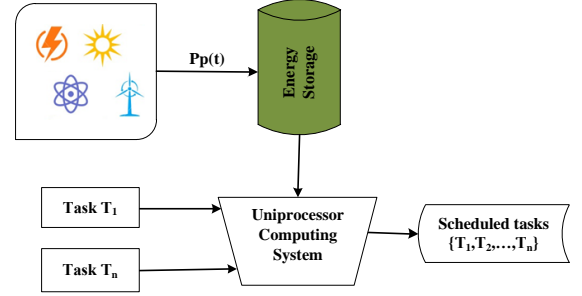 Pp(t)
Energy
Storage
Task T₁
Task Tₙ
Uniprocessor
Computing
System
Scheduled tasks
{T₁,T₂,...,Tₙ}